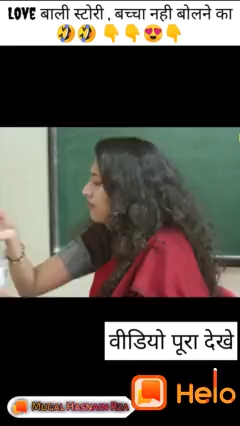 LOVE बाली स्टोरी , बच्चा नही बोलने का
🤣🤣 👇👇😍👇
वीडियो पूरा देखे
MUGAL HASNAIN RZA
Helo